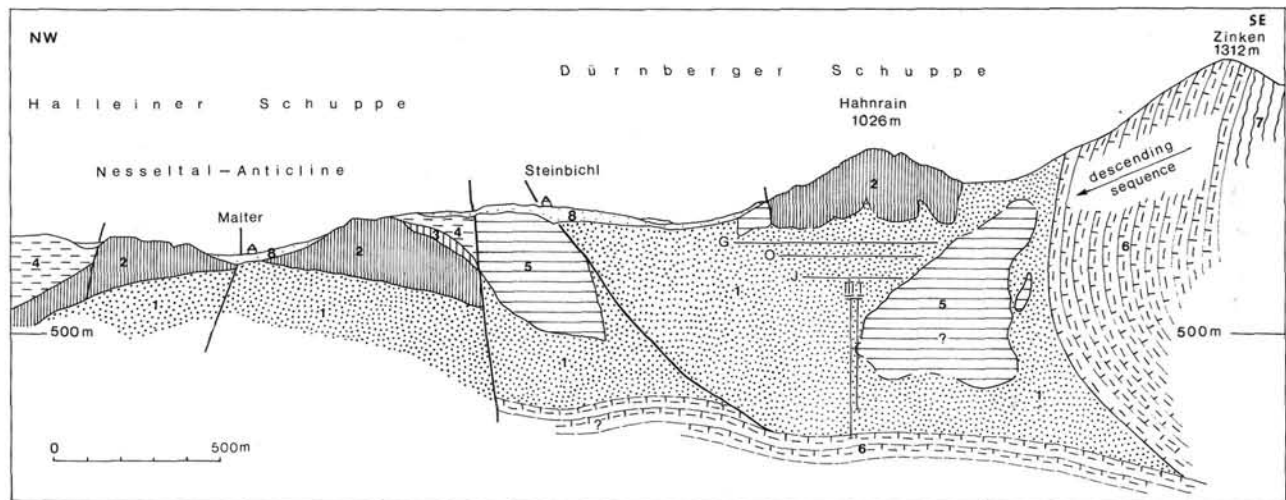 NW
SE
Zinken
1312m
Dürnberger Schuppe
Halleiner Schuppe
Hahnrain
1026m
7
Nesseltal-Anticline
Steinbichl
descending
sequence
2
Malter
8
4
3
4
2
8
2
G
O
6
5
J
1
1
1
5
?
500m
500m
1
1
?
6
0
500m